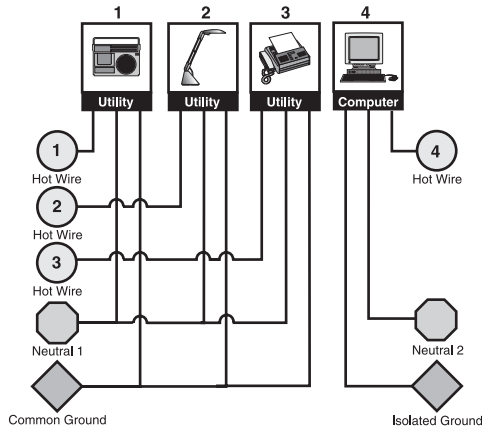 1 2 3 4
Utility Utility Utility Computer
1
Hot Wire
4
Hot Wire
2
Hot Wire
3
Hot Wire
Neutral 1
Neutral 2
Common Ground
Isolated Ground